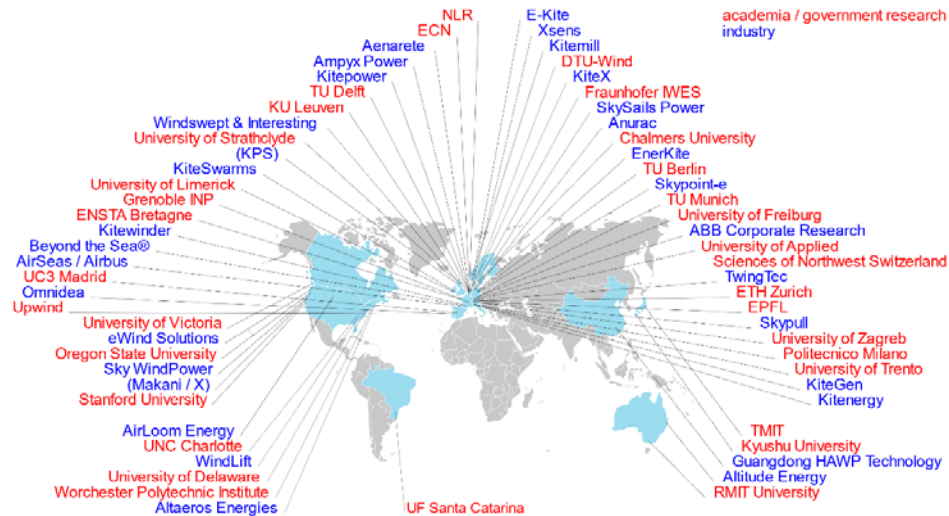 academia / government research
industry
NLR
ECN
Aenarete
Ampyx Power
Kitepower
TU Delft
KU Leuven
Windswept & Interesting
University of Strathclyde
(KPS)
KiteSwarms
University of Limerick
Grenoble INP
ENSTA Bretagne
Kitewinder
Beyond the Sea®
AirSeas / Airbus
UC3 Madrid
Omnidea
Upwind
University of Victoria
eWind Solutions
Oregon State University
Sky WindPower
(Makani / X)
Stanford University
AirLoom Energy
UNC Charlotte
WindLift
University of Delaware
Worchester Polytechnic Institute
Altaeros Energies
UF Santa Catarina
E-Kite
Xsens
Kitemill
DTU-Wind
KiteX
Fraunhofer IWES
SkySails Power
Anurac
Chalmers University
EnerKite
TU Berlin
Skypoint-e
TU Munich
University of Freiburg
ABB Corporate Research
University of Applied
Sciences of Northwest Switzerland
TwingTec
ETH Zurich
EPFL
Skypull
University of Zagreb
Politecnico Milano
University of Trento
KiteGen
Kitenergy
TMIT
Kyushu University
Guangdong HAWP Technology
Altitude Energy
RMIT University